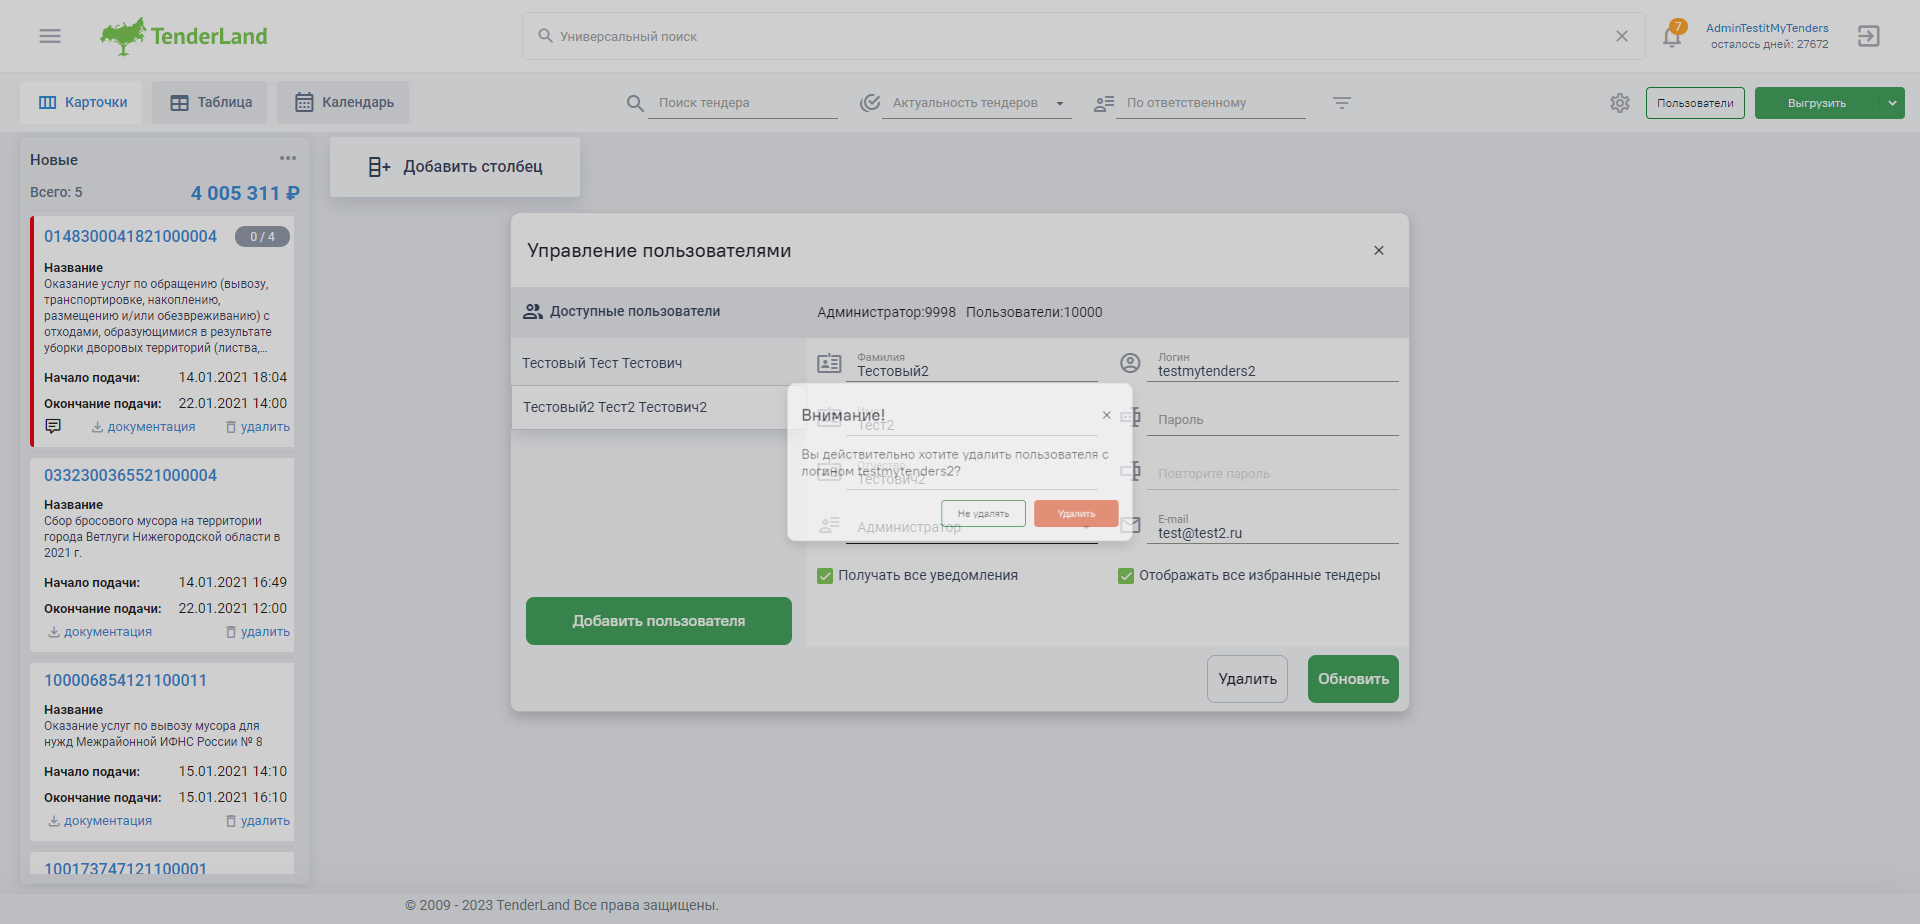 TenderLand
Универсальный поиск
7
AdminTestitMyTenders
осталось дней: 27672
Карточки
Таблица
Календарь
Поиск тендера
Актуальность тендеров
По ответственному
Пользователи
Выгрузить
Новые
Всего: 5
4 005 311 ₽
0148300041821000004
0 / 4
Название
Оказание услуг по обращению (вывозу,
транспортировке, накоплению,
размещению и/или обезвреживанию) с
отходами, образующимися в результате
уборки дворовых территорий (листва,...
Начало подачи: 14.01.2021 18:04
Окончание подачи: 22.01.2021 14:00
документация
удалить
0332300365521000004
Название
Сбор бросового мусора на территории
города Ветлуги Нижегородской области в
2021 г.
Начало подачи: 14.01.2021 16:49
Окончание подачи: 22.01.2021 12:00
документация
удалить
100006854121100011
Название
Оказание услуг по вывозу мусора для
нужд Межрайонной ИФНС России № 8
Начало подачи: 15.01.2021 14:10
Окончание подачи: 15.01.2021 16:10
документация
удалить
100173747121100001
Добавить столбец
Управление пользователями
Доступные пользователи
Администратор:9998 Пользователи:10000
Тестовый Тест Тестович
Тестовый2 Тест2 Тестович2
Добавить пользователя
Фамилия
Тестовый2
Логин
testmytenders2
Имя
Тест2
Пароль
Отчество
Тестович2
Повторите пароль
Администратор
E-mail
test@test2.ru
Внимание!
Вы действительно хотите удалить пользователя с
логином testmytenders2?
Не удалять
Удалить
Получать все уведомления
Отображать все избранные тендеры
Удалить
Обновить
© 2009 - 2023 TenderLand Все права защищены.